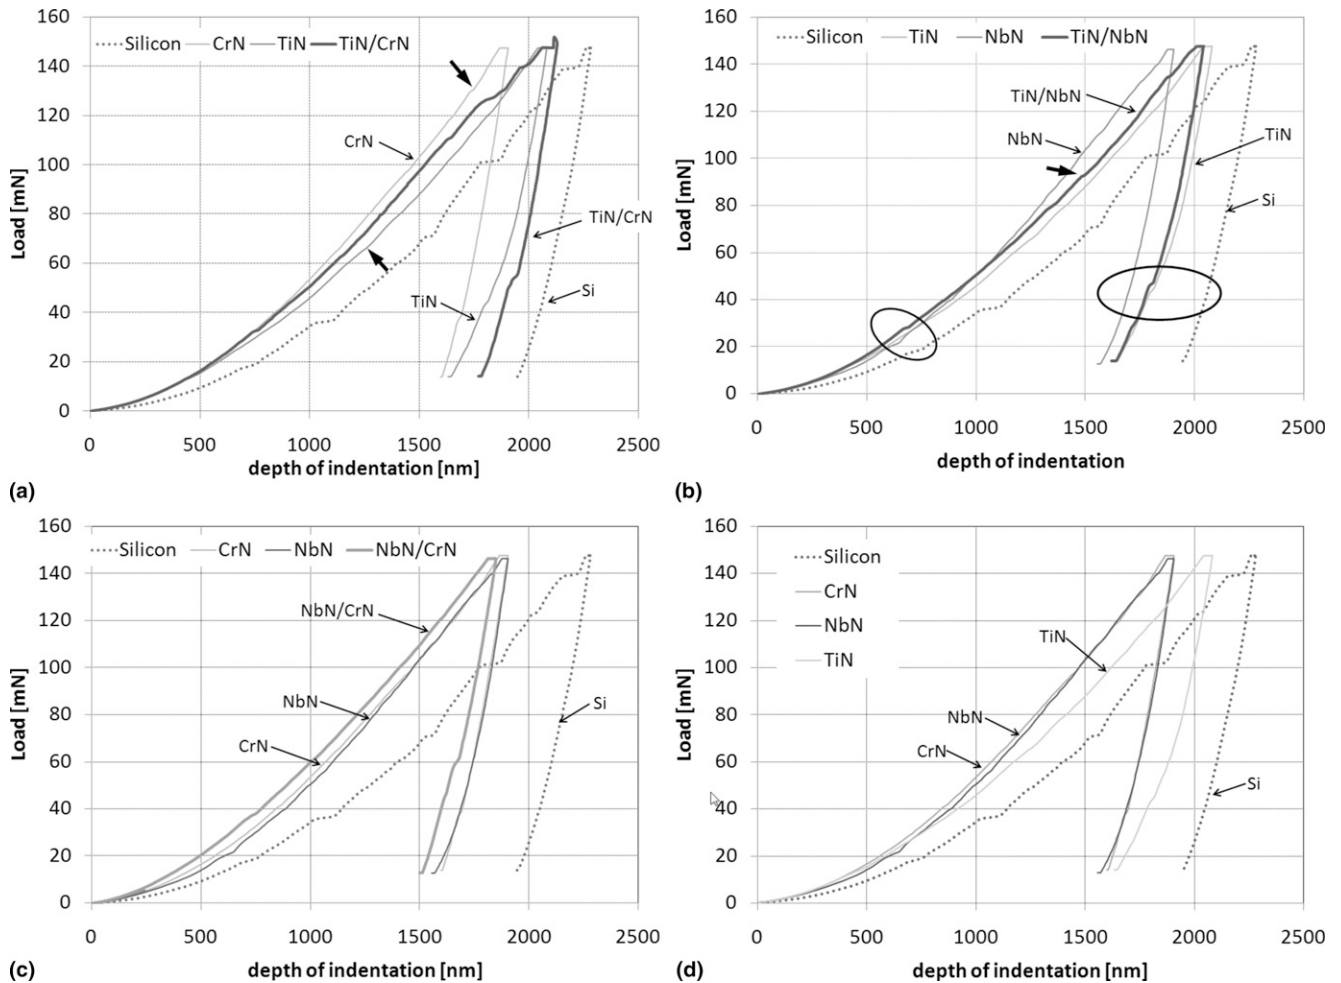 160
140
120
100
80
60
40
20
0
Load [mN]
Silicon CrN TiN TiN/CrN
CrN
TiN/CrN
TiN
Si
0 500 1000 1500 2000 2500
depth of indentation [nm]
(a)
160
140
120
100
80
60
40
20
0
Load [mN]
Silicon TiN NbN TiN/NbN
TiN/NbN
NbN
TiN
Si
0 500 1000 1500 2000 2500
depth of indentation
(b)
160
140
120
100
80
60
40
20
0
Load [mN]
Silicon CrN NbN NbN/CrN
NbN/CrN
NbN
CrN
Si
0 500 1000 1500 2000 2500
depth of indentation [nm]
(c)
160
140
120
100
80
60
40
20
0
Load [mN]
Silicon
CrN
NbN
TiN
TiN
NbN
CrN
Si
0 500 1000 1500 2000 2500
depth of indentation [nm]
(d)